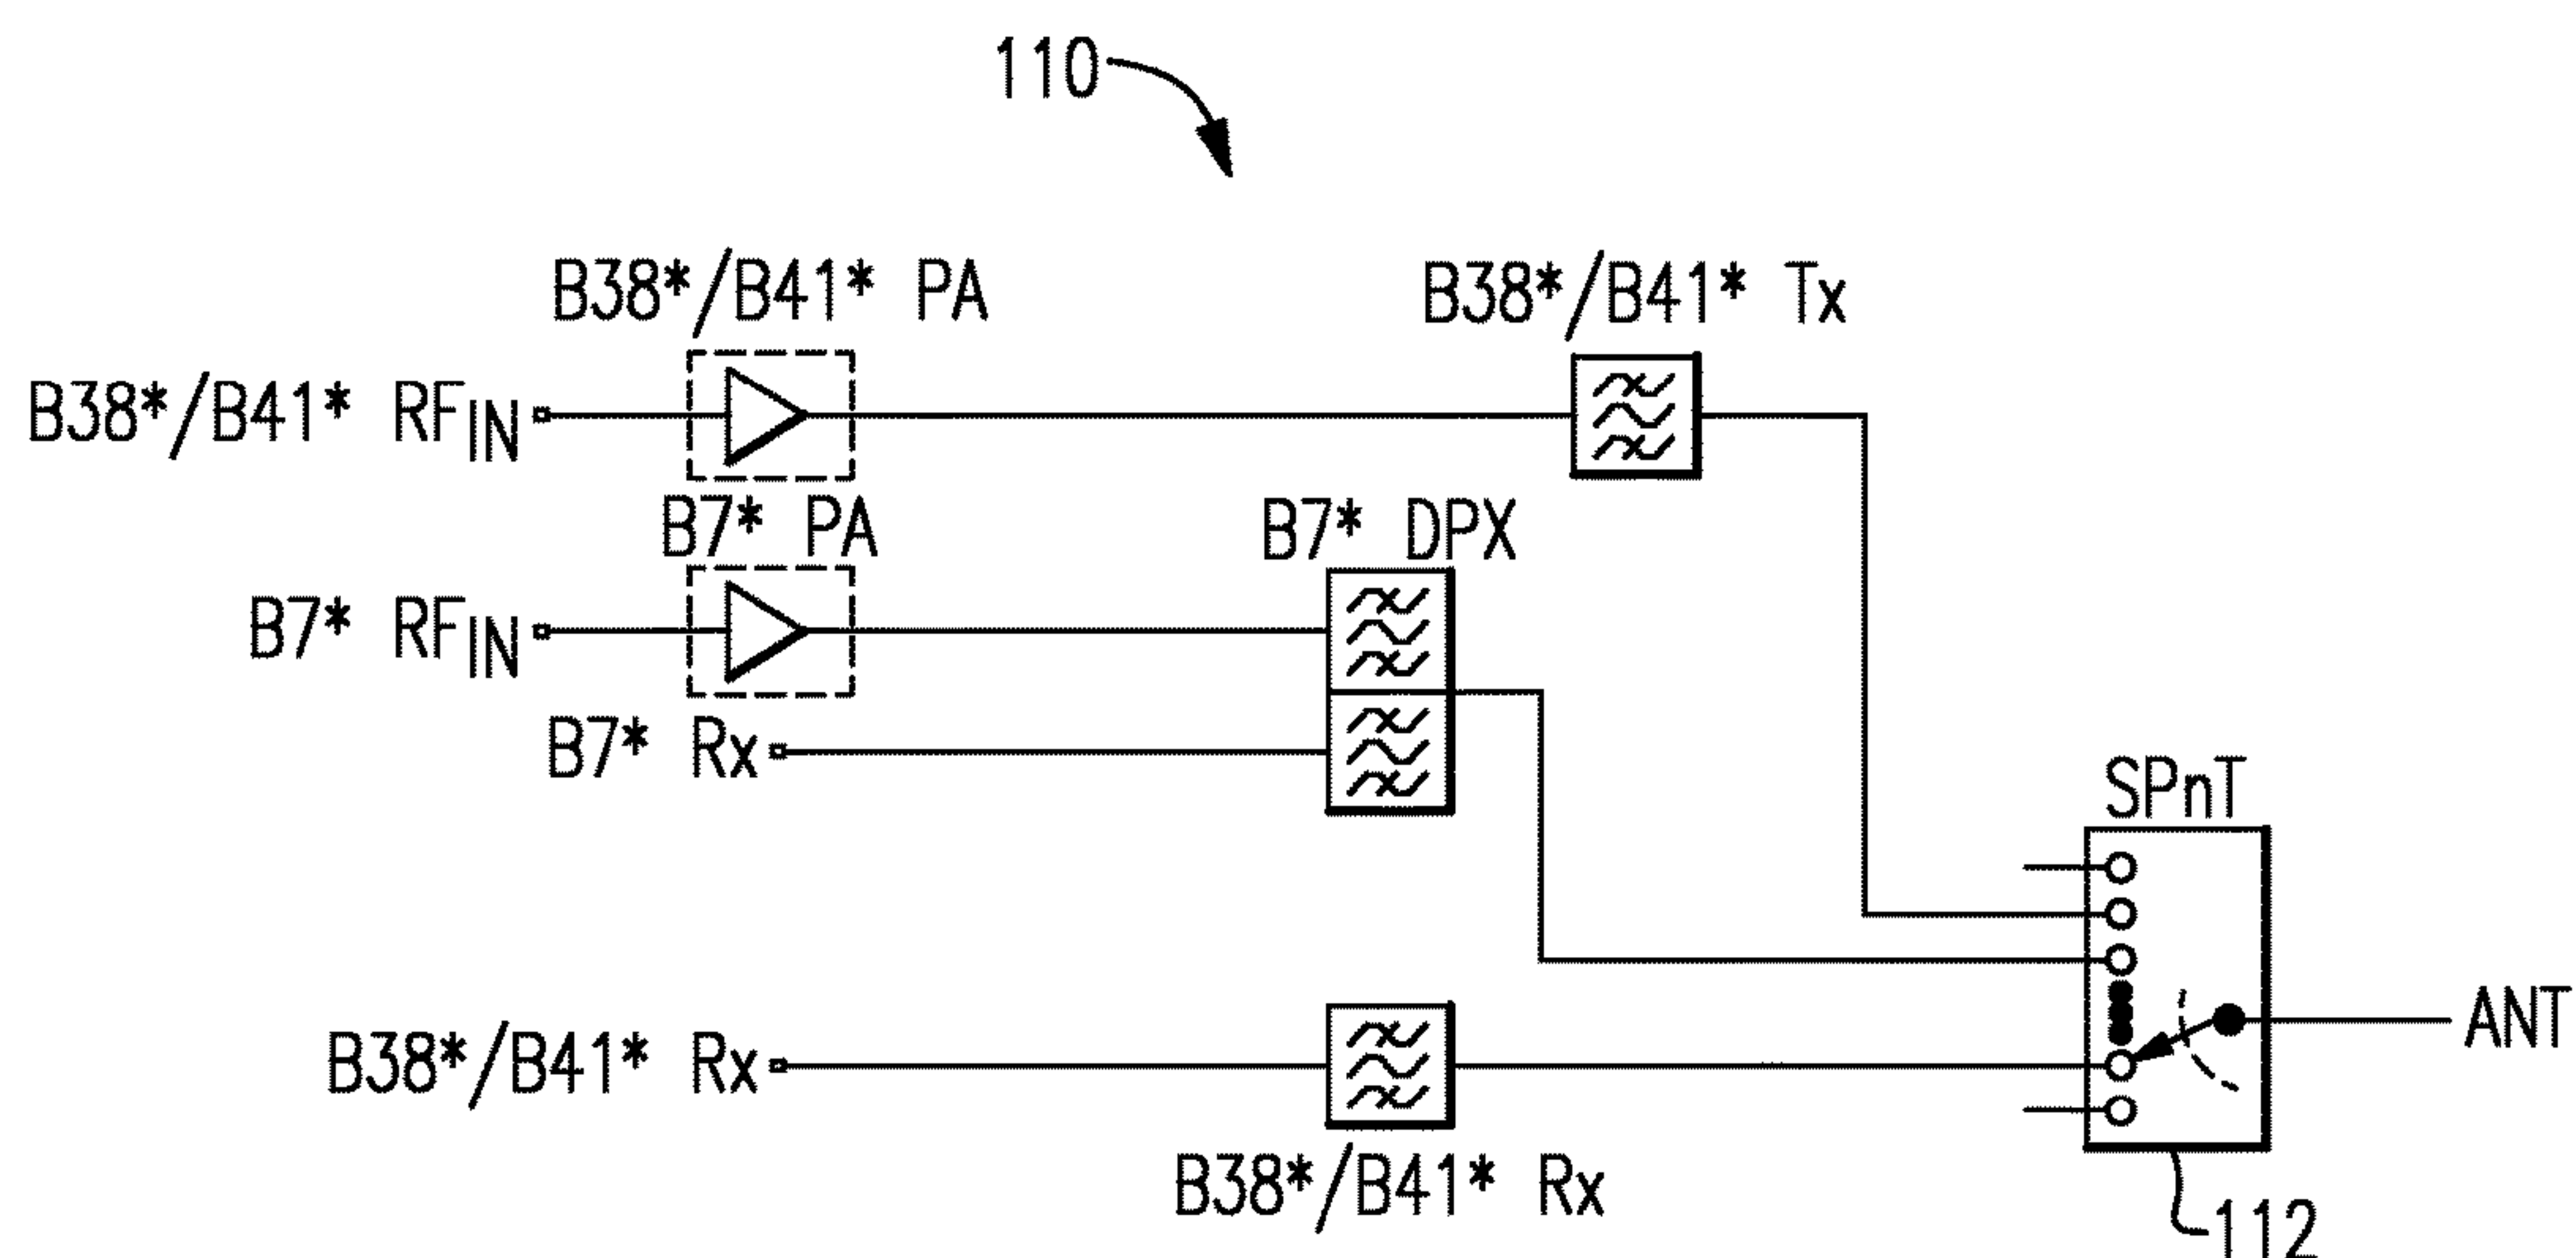 110
B38*/B41* PA
B38*/B41* Tx
B38*/B41* RFIN
B7* PA
B7* DPX
B7* RFIN
B7* Rx
SPnT
ANT
B38*/B41* Rx
B38*/B41* Rx
112